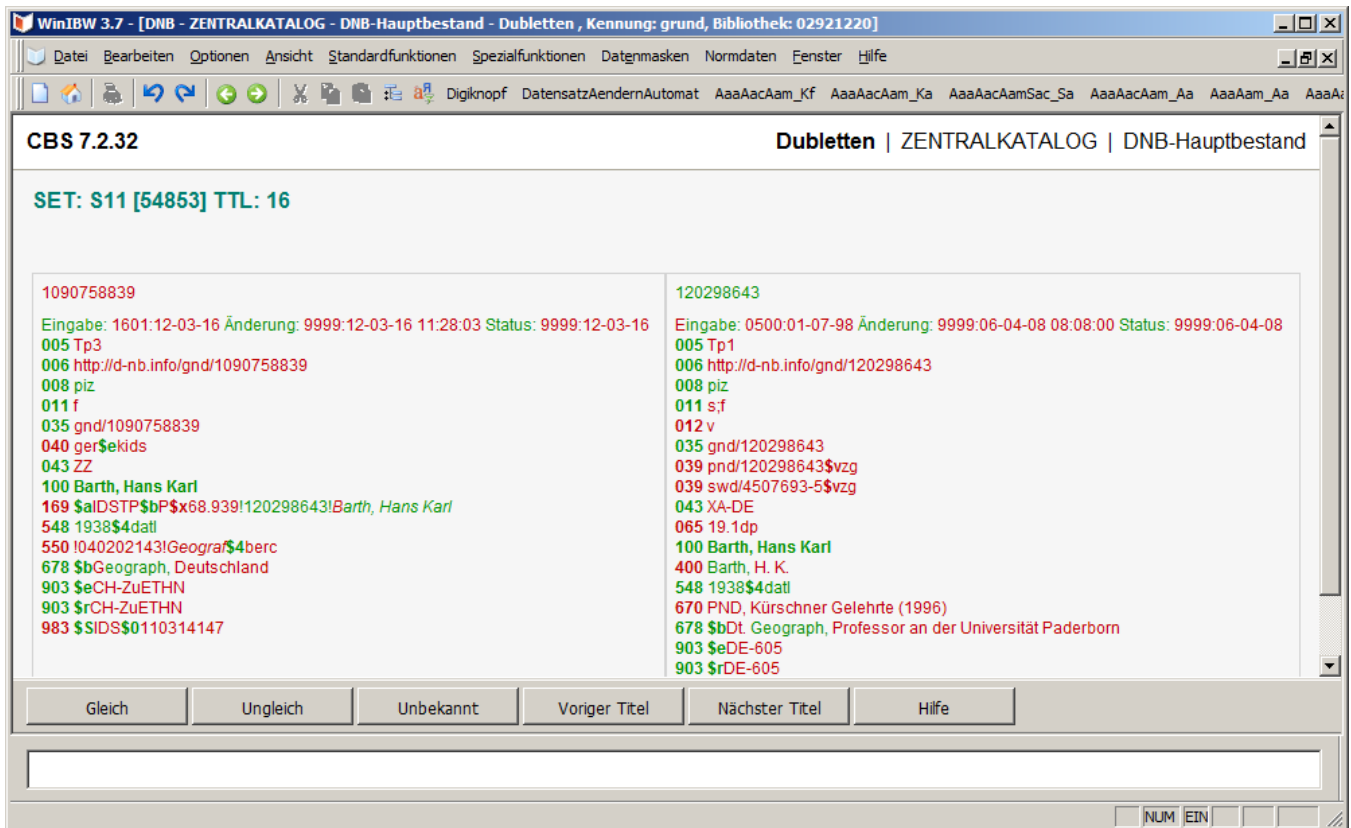 WinIBW 3.7 - [DNB - ZENTRALKATALOG - DNB-Hauptbestand - Dubletten , Kennung: grund, Bibliothek: 02921220]
Datei Bearbeiten Optionen Ansicht Standardfunktionen Spezialfunktionen Datenmasken Normdaten Fenster Hilfe
Digiknopf DatensatzAendernAutomat AaaAacAam_Kf AaaAacAam_Ka AaaAacAamSac_Sa AaaAacAam_Aa AaaAam_Aa AaaAa
CBS 7.2.32
Dubletten | ZENTRALKATALOG | DNB-Hauptbestand
SET: S11 [54853] TTL: 16
1090758839
Eingabe: 1601:12-03-16 Änderung: 9999:12-03-16 11:28:03 Status: 9999:12-03-16
005 Tp3
006 http://d-nb.info/gnd/1090758839
008 piz
011 f
035 gnd/1090758839
040 ger$ekids
043 ZZ
100 Barth, Hans Karl
169 $aIDSTP$bP$x68.939!120298643!Barth, Hans Karl
548 1938$4datl
550 !040202143!Geograf$4berc
678 $bGeograph, Deutschland
903 $eCH-ZuETHN
903 $rCH-ZuETHN
983 $SIDS$0110314147
120298643
Eingabe: 0500:01-07-98 Änderung: 9999:06-04-08 08:08:00 Status: 9999:06-04-08
005 Tp1
006 http://d-nb.info/gnd/120298643
008 piz
011 s;f
012 v
035 gnd/120298643
039 pnd/120298643$vzg
039 swd/4507693-5$vzg
043 XA-DE
065 19.1dp
100 Barth, Hans Karl
400 Barth, H. K.
548 1938$4datl
670 PND, Kürschner Gelehrte (1996)
678 $bDt. Geograph, Professor an der Universität Paderborn
903 $eDE-605
903 $rDE-605
Gleich Ungleich Unbekannt Voriger Titel Nächster Titel Hilfe
NUM EIN